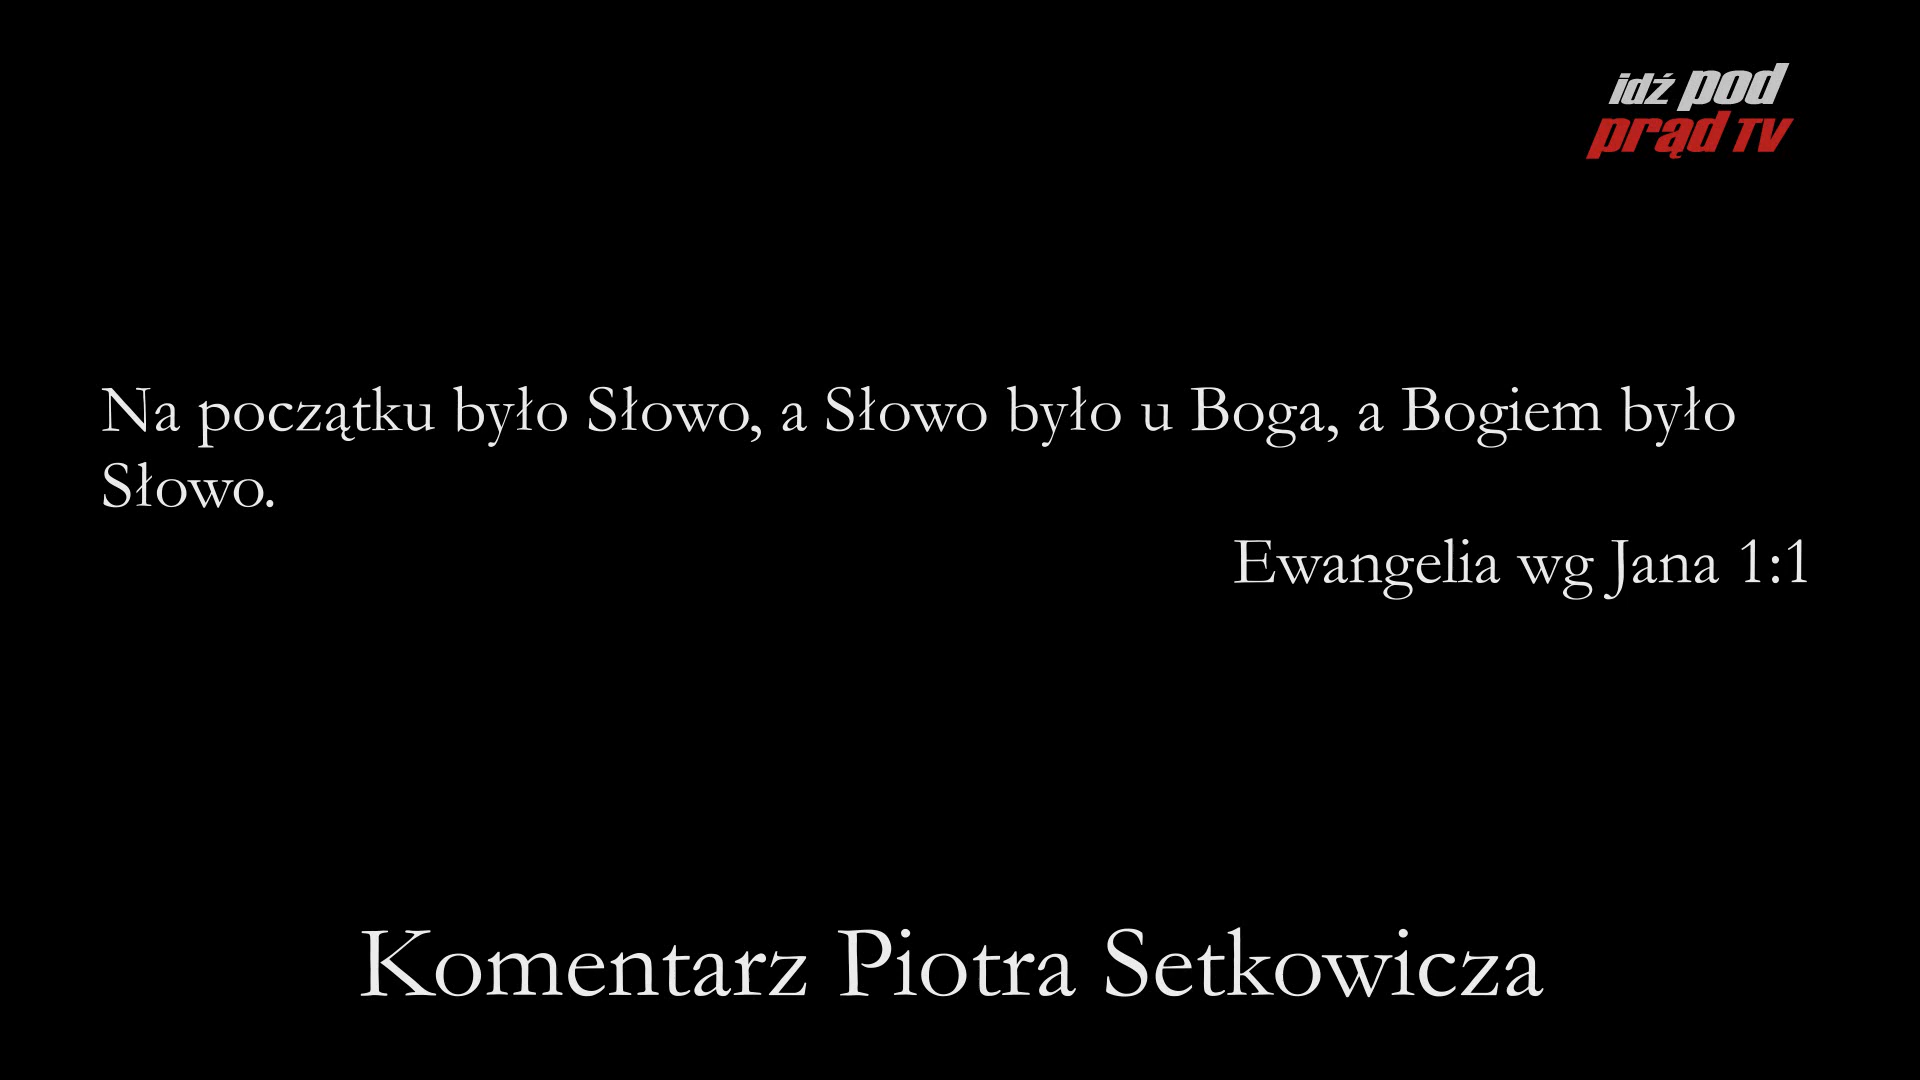 idź pod
prąd TV
Na początku było Słowo, a Słowo było u Boga, a Bogiem było
Słowo.
Ewangelia wg Jana 1:1
Komentarz Piotra Setkowicza